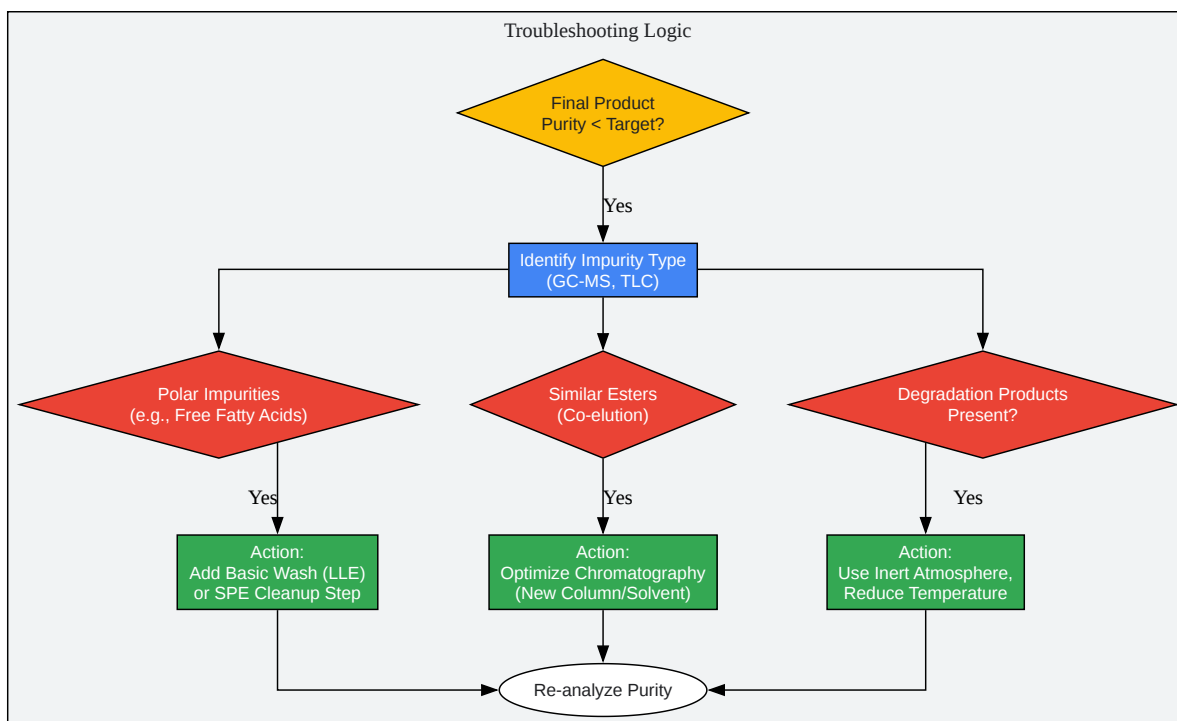 Troubleshooting Logic
Final Product
Purity < Target?
Yes
Identify Impurity Type
(GC-MS, TLC)
Polar Impurities
(e.g., Free Fatty Acids)
Similar Esters
(Co-elution)
Degradation Products
Present?
Yes
Yes
Yes
Action:
Add Basic Wash (LLE)
or SPE Cleanup Step
Action:
Optimize Chromatography
(New Column/Solvent)
Action:
Use Inert Atmosphere,
Reduce Temperature
Re-analyze Purity